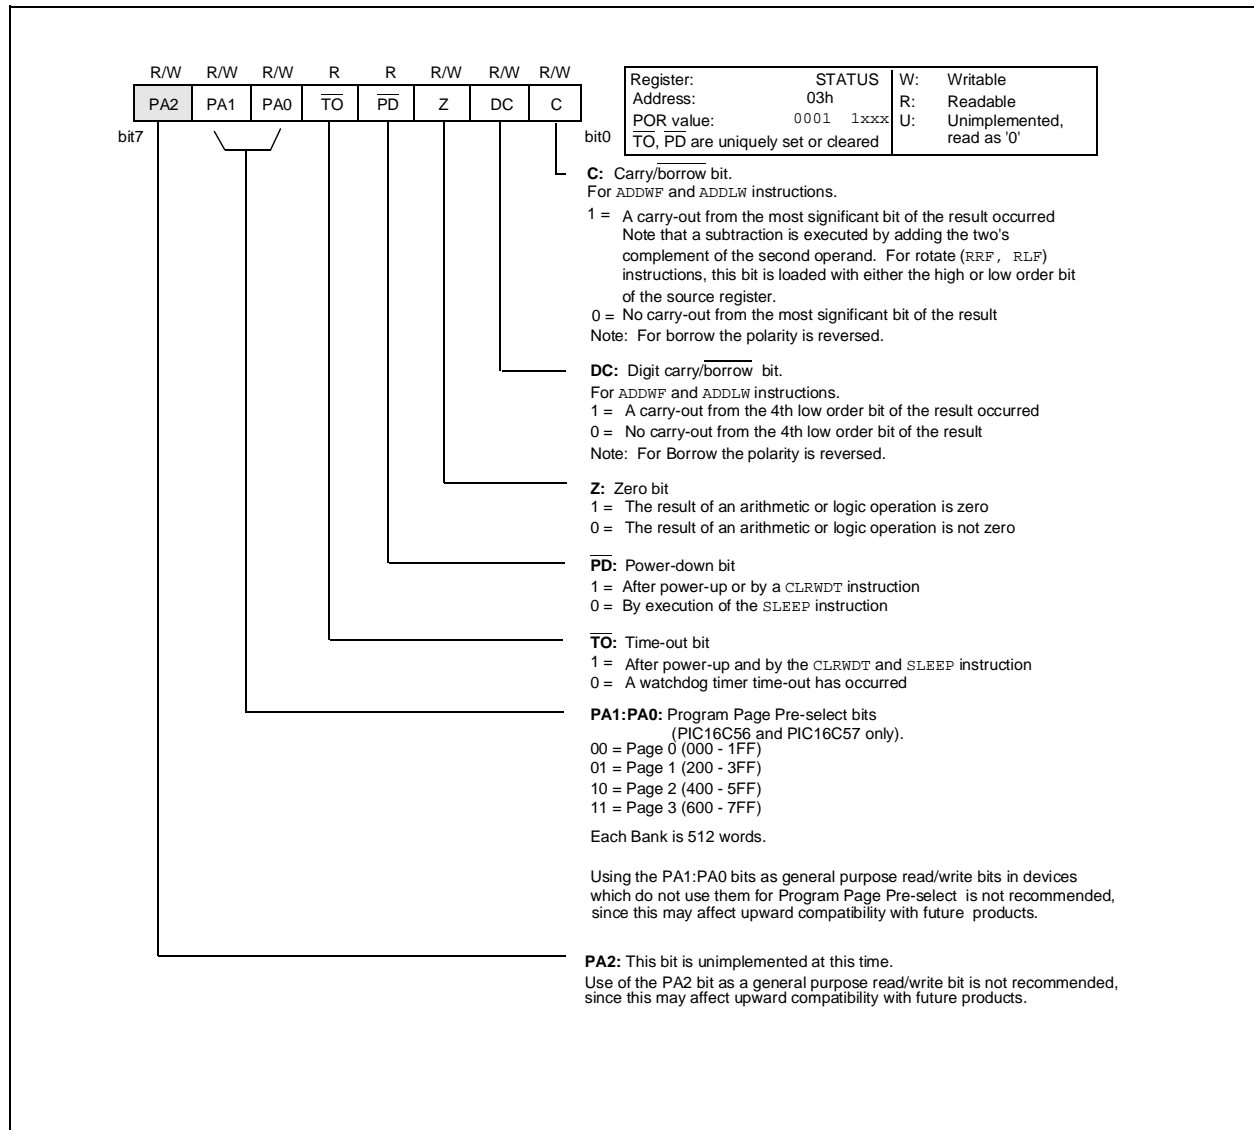 R/W R/W R/W R R R/W R/W R/W
PA2 PA1 PA0 TO PD Z DC C
bit7 bit0
Register: STATUS
Address: 03h
POR value: 0001 1xxx
TO, PD are uniquely set or cleared
W: Writable
R: Readable
U: Unimplemented,
read as '0'
C: Carry/borrow bit.
For ADDWF and ADDLW instructions.
1 = A carry-out from the most significant bit of the result occurred
Note that a subtraction is executed by adding the two's
complement of the second operand. For rotate (RRF, RLF)
instructions, this bit is loaded with either the high or low order bit
of the source register.
0 = No carry-out from the most significant bit of the result
Note: For borrow the polarity is reversed.
DC: Digit carry/borrow bit.
For ADDWF and ADDLW instructions.
1 = A carry-out from the 4th low order bit of the result occurred
0 = No carry-out from the 4th low order bit of the result
Note: For Borrow the polarity is reversed.
Z: Zero bit
1 = The result of an arithmetic or logic operation is zero
0 = The result of an arithmetic or logic operation is not zero
PD: Power-down bit
1 = After power-up or by a CLRWDT instruction
0 = By execution of the SLEEP instruction
TO: Time-out bit
1 = After power-up and by the CLRWDT and SLEEP instruction
0 = A watchdog timer time-out has occurred
PA1:PA0: Program Page Pre-select bits
(PIC16C56 and PIC16C57 only).
00 = Page 0 (000 - 1FF)
01 = Page 1 (200 - 3FF)
10 = Page 2 (400 - 5FF)
11 = Page 3 (600 - 7FF)
Each Bank is 512 words.
Using the PA1:PA0 bits as general purpose read/write bits in devices
which do not use them for Program Page Pre-select is not recommended,
since this may affect upward compatibility with future products.
PA2: This bit is unimplemented at this time.
Use of the PA2 bit as a general purpose read/write bit is not recommended,
since this may affect upward compatibility with future products.